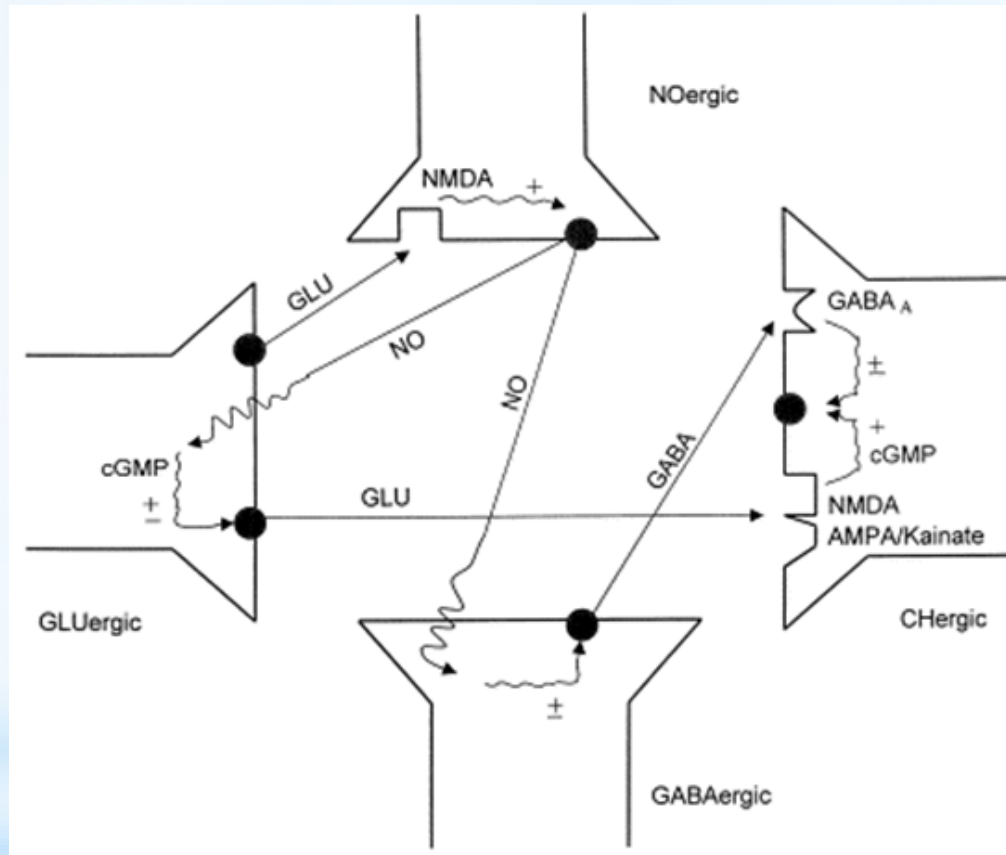 NOergic
NMDA
+
GLU
NO
NO
GABA
GABA A
±
+
cGMP
cGMP
±
GLU
NMDA
AMPA/Kainate
GLUergic
CHergic
±
GABAergic